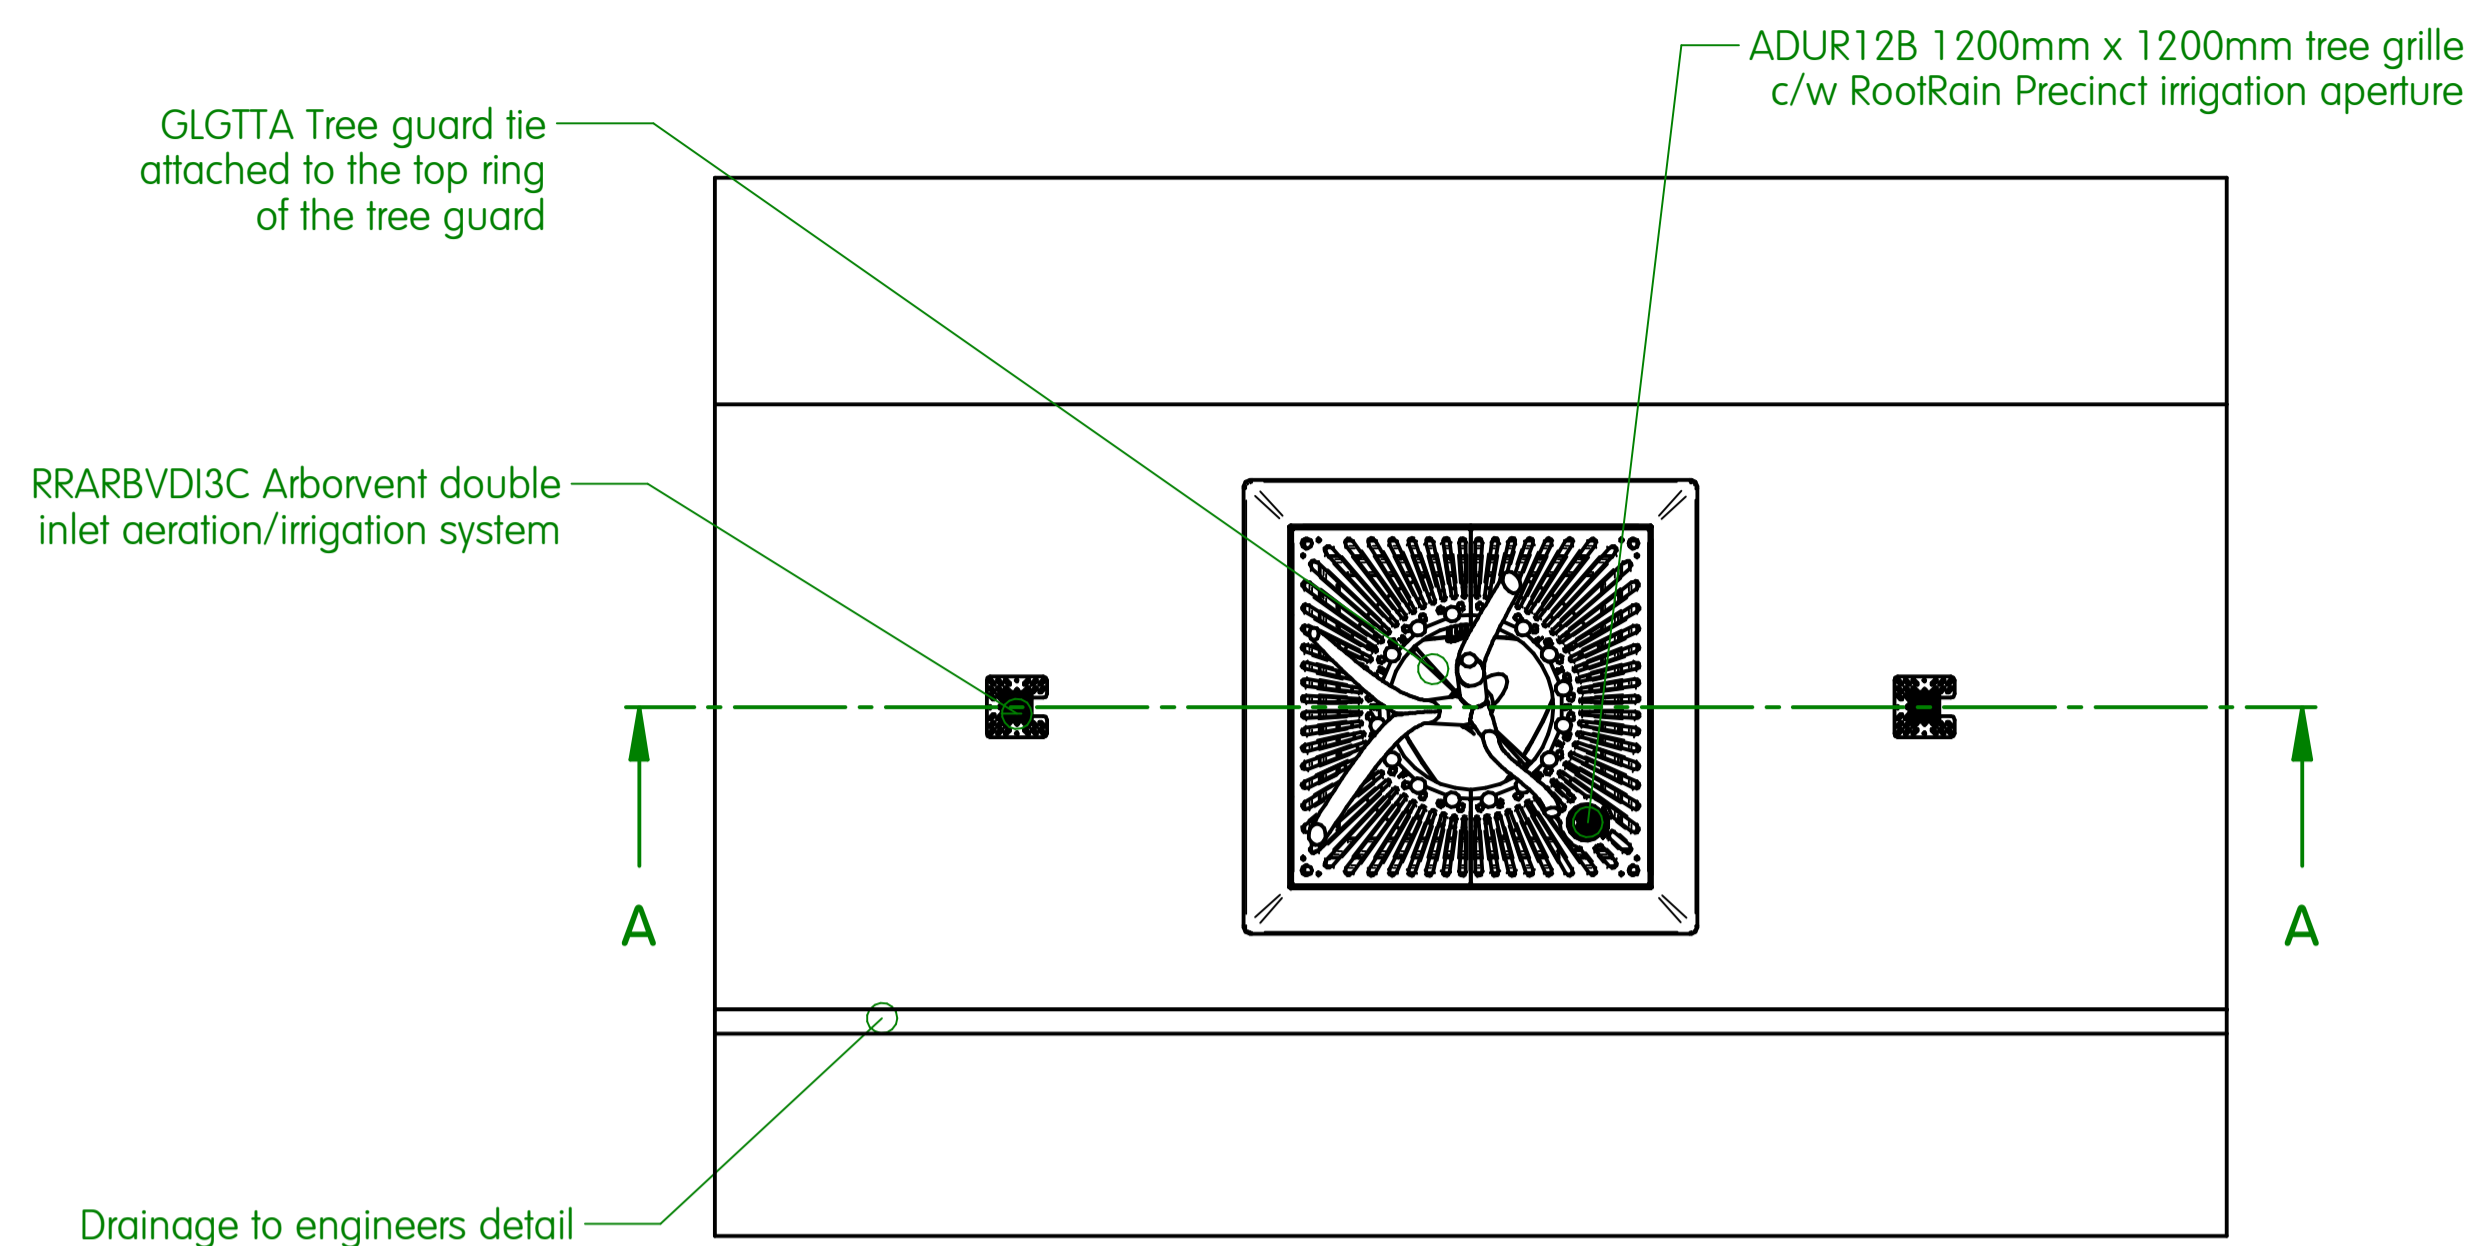 ADUR12B 1200mm x 1200mm tree grille
c/w RootRain Precinct irrigation aperture
GLGTTA Tree guard tie
attached to the top ring
of the tree guard
RRARBVDI3C Arborvent double
inlet aeration/irrigation system
A
A
Drainage to engineers detail